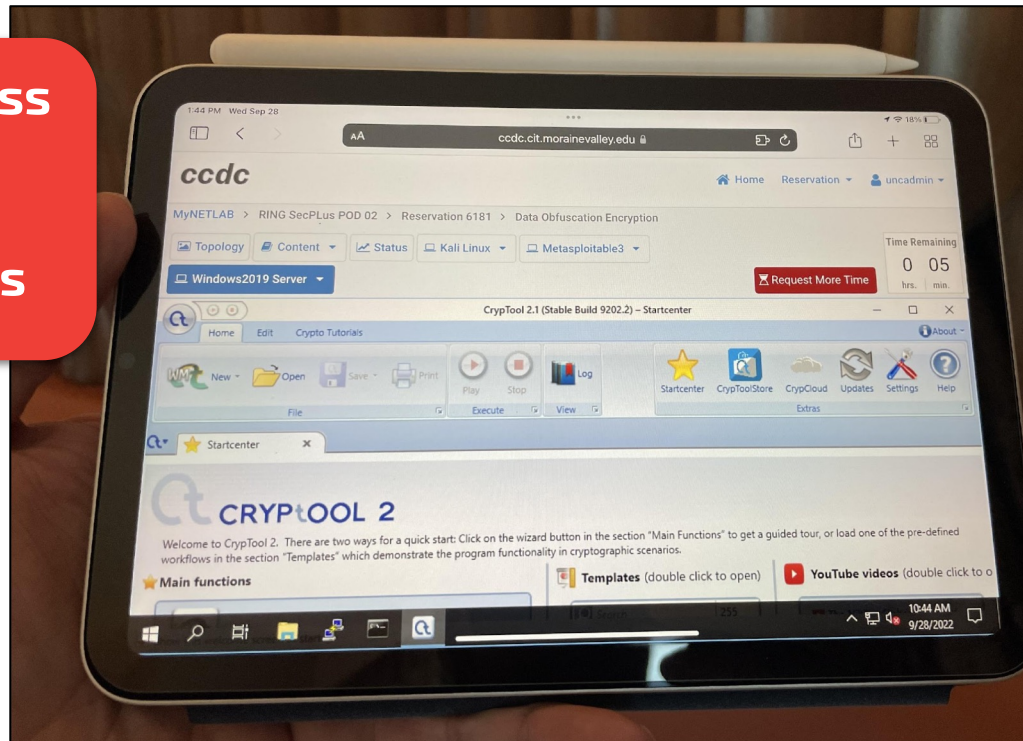 ss
s
1:44 PM Wed Sep 28
18%
AA
ccdc.cit.morainevalley.edu
ccdc
Home Reservation uncadmin
MyNETLAB > RING SecPLus POD 02 > Reservation 6181 > Data Obfuscation Encryption
Topology Content Status Kali Linux Metasploitable3
Time Remaining
0 05
hrs. min.
Windows2019 Server
Request More Time
CrypTool 2.1 (Stable Build 9202.2) – Startcenter
Home Edit Crypto Tutorials
About
New Open Save Print Play Stop Log
Startcenter CrypToolStore CrypCloud Updates Settings Help
File Execute View Extras
Startcenter
CRYPtOOL 2
Welcome to CrypTool 2. There are two ways for a quick start: Click on the wizard button in the section "Main Functions" to get a guided tour, or load one of the pre-defined
workflows in the section "Templates" which demonstrate the program functionality in cryptographic scenarios.
Main functions
Templates (double click to open)
YouTube videos (double click to o
Search
255
10:44 AM
9/28/2022